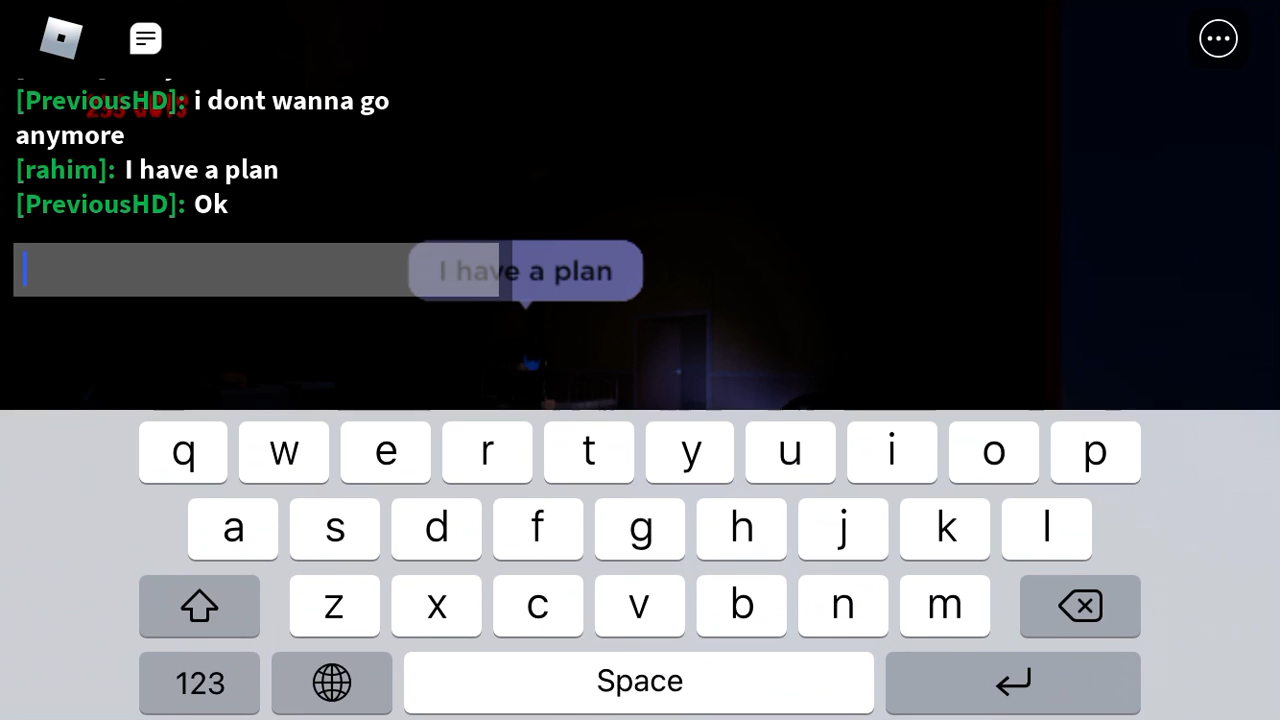 [PreviousHD]: i dont wanna go
anymore
[rahim]: I have a plan
[PreviousHD]: Ok
I have a plan
q w e r t y u i o p
a s d f g h j k l
z x c v b n m
123 Space